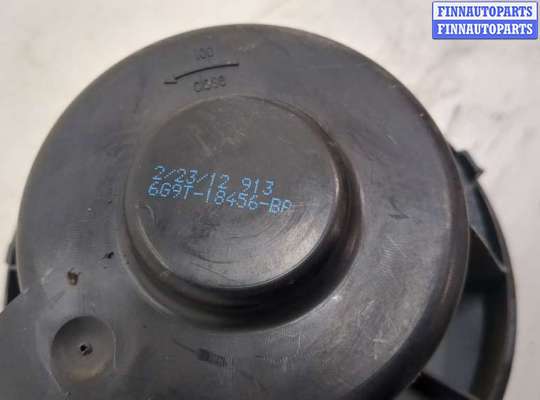 FINNAUTOPARTS
FINNAUTOPARTS
close
2/23/12 913
6G9T-18456-BA